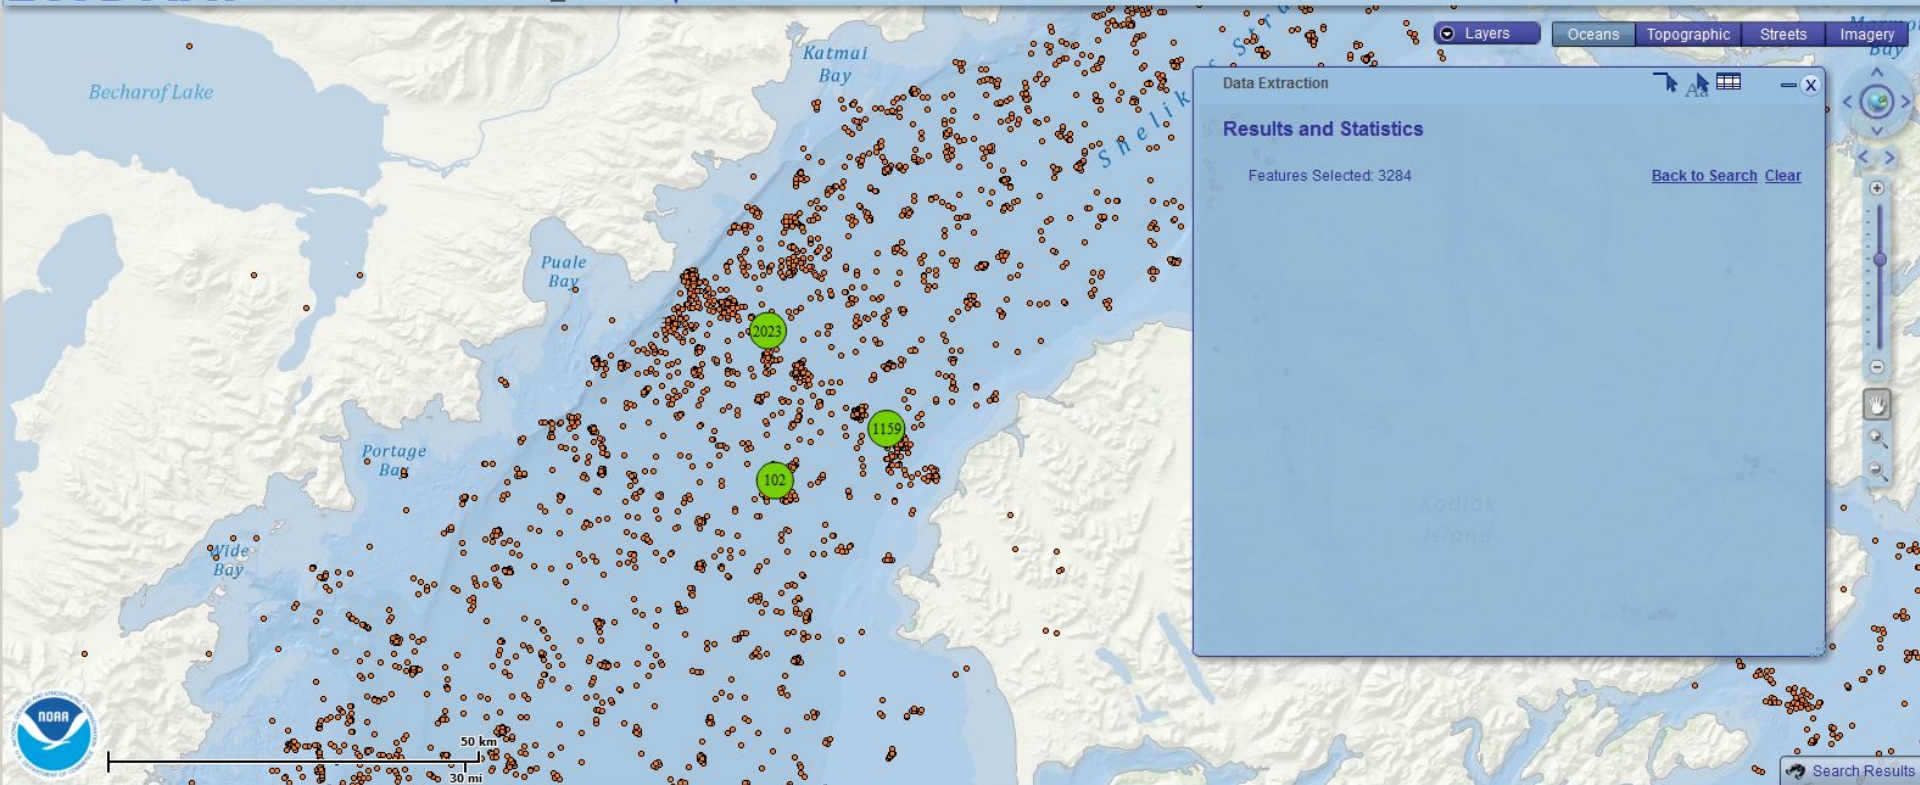 Layers
Oceans
Topographic
Streets
Imagery
Bay
Katmai
Bay
Becharof Lake
Data Extraction
Aa
Results and Statistics
Features Selected: 3284
Back to Search
Clear
Puale
Bay
2023
1159
102
Portage
Bay
Wide
Bay
Kodiak
Island
NOAA
50 km
30 mi
Search Results